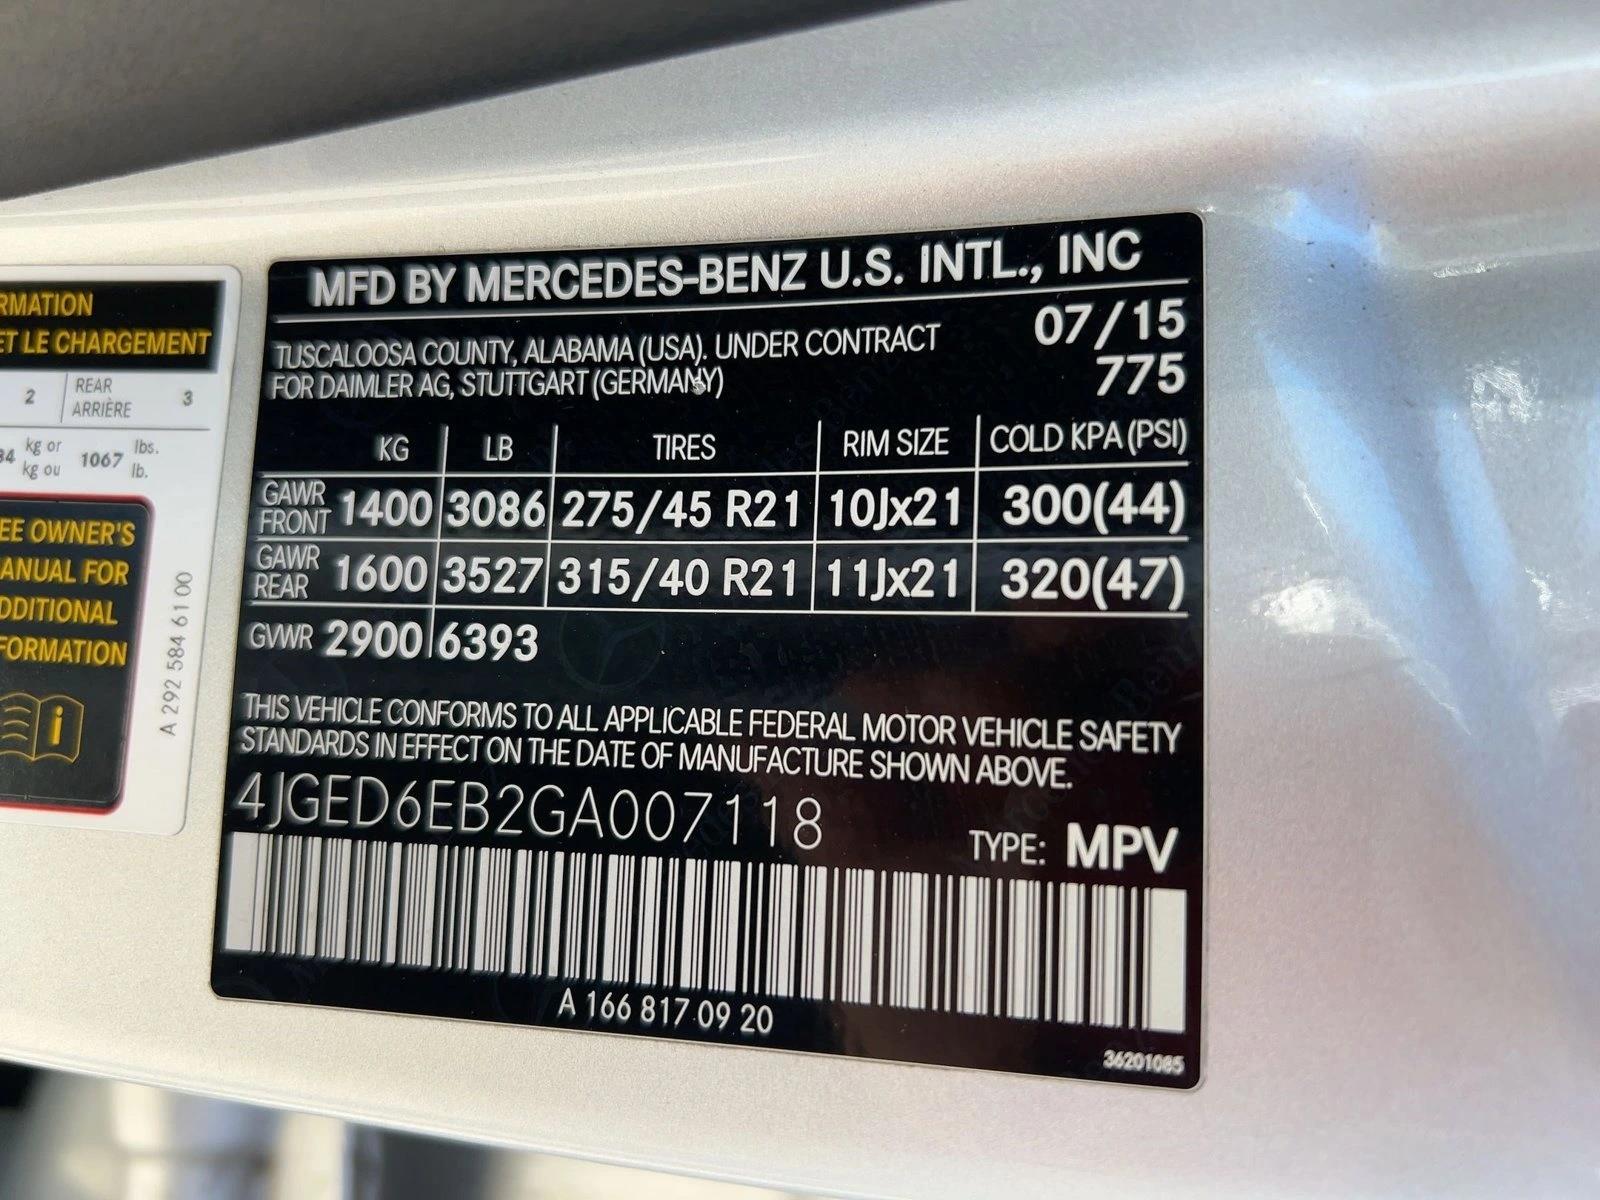 RMATION
ET LE CHARGEMENT
2 REAR 3
ARRIÈRE
kg or 1067 lbs.
kg ou lb.
EE OWNER'S
ANUAL FOR
DDITIONAL
FORMATION
i
A 292 584 61 00
MFD BY MERCEDES-BENZ U.S. INTL., INC
TUSCALOOSA COUNTY, ALABAMA (USA). UNDER CONTRACT 07/15
FOR DAIMLER AG, STUTTGART (GERMANY) 775
KG LB TIRES RIM SIZE COLD KPA (PSI)
GAWR FRONT 1400 3086 275/45 R21 10Jx21 300(44)
GAWR REAR 1600 3527 315/40 R21 11Jx21 320(47)
GVWR 2900 6393
THIS VEHICLE CONFORMS TO ALL APPLICABLE FEDERAL MOTOR VEHICLE SAFETY
STANDARDS IN EFFECT ON THE DATE OF MANUFACTURE SHOWN ABOVE.
4JGED6EB2GA007118
TYPE: MPV
A 166 817 09 20
36201085